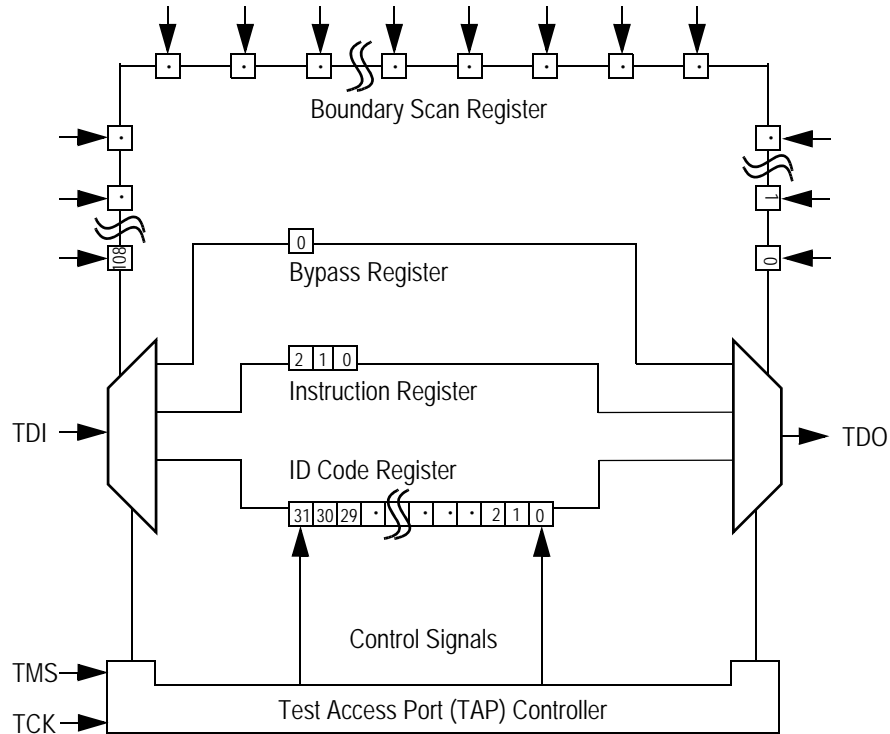 Boundary Scan Register
108
1
0
0
Bypass Register
2 1 0
Instruction Register
TDI
TDO
ID Code Register
31 30 29 · · · · · 2 1 0
Control Signals
TMS
Test Access Port (TAP) Controller
TCK